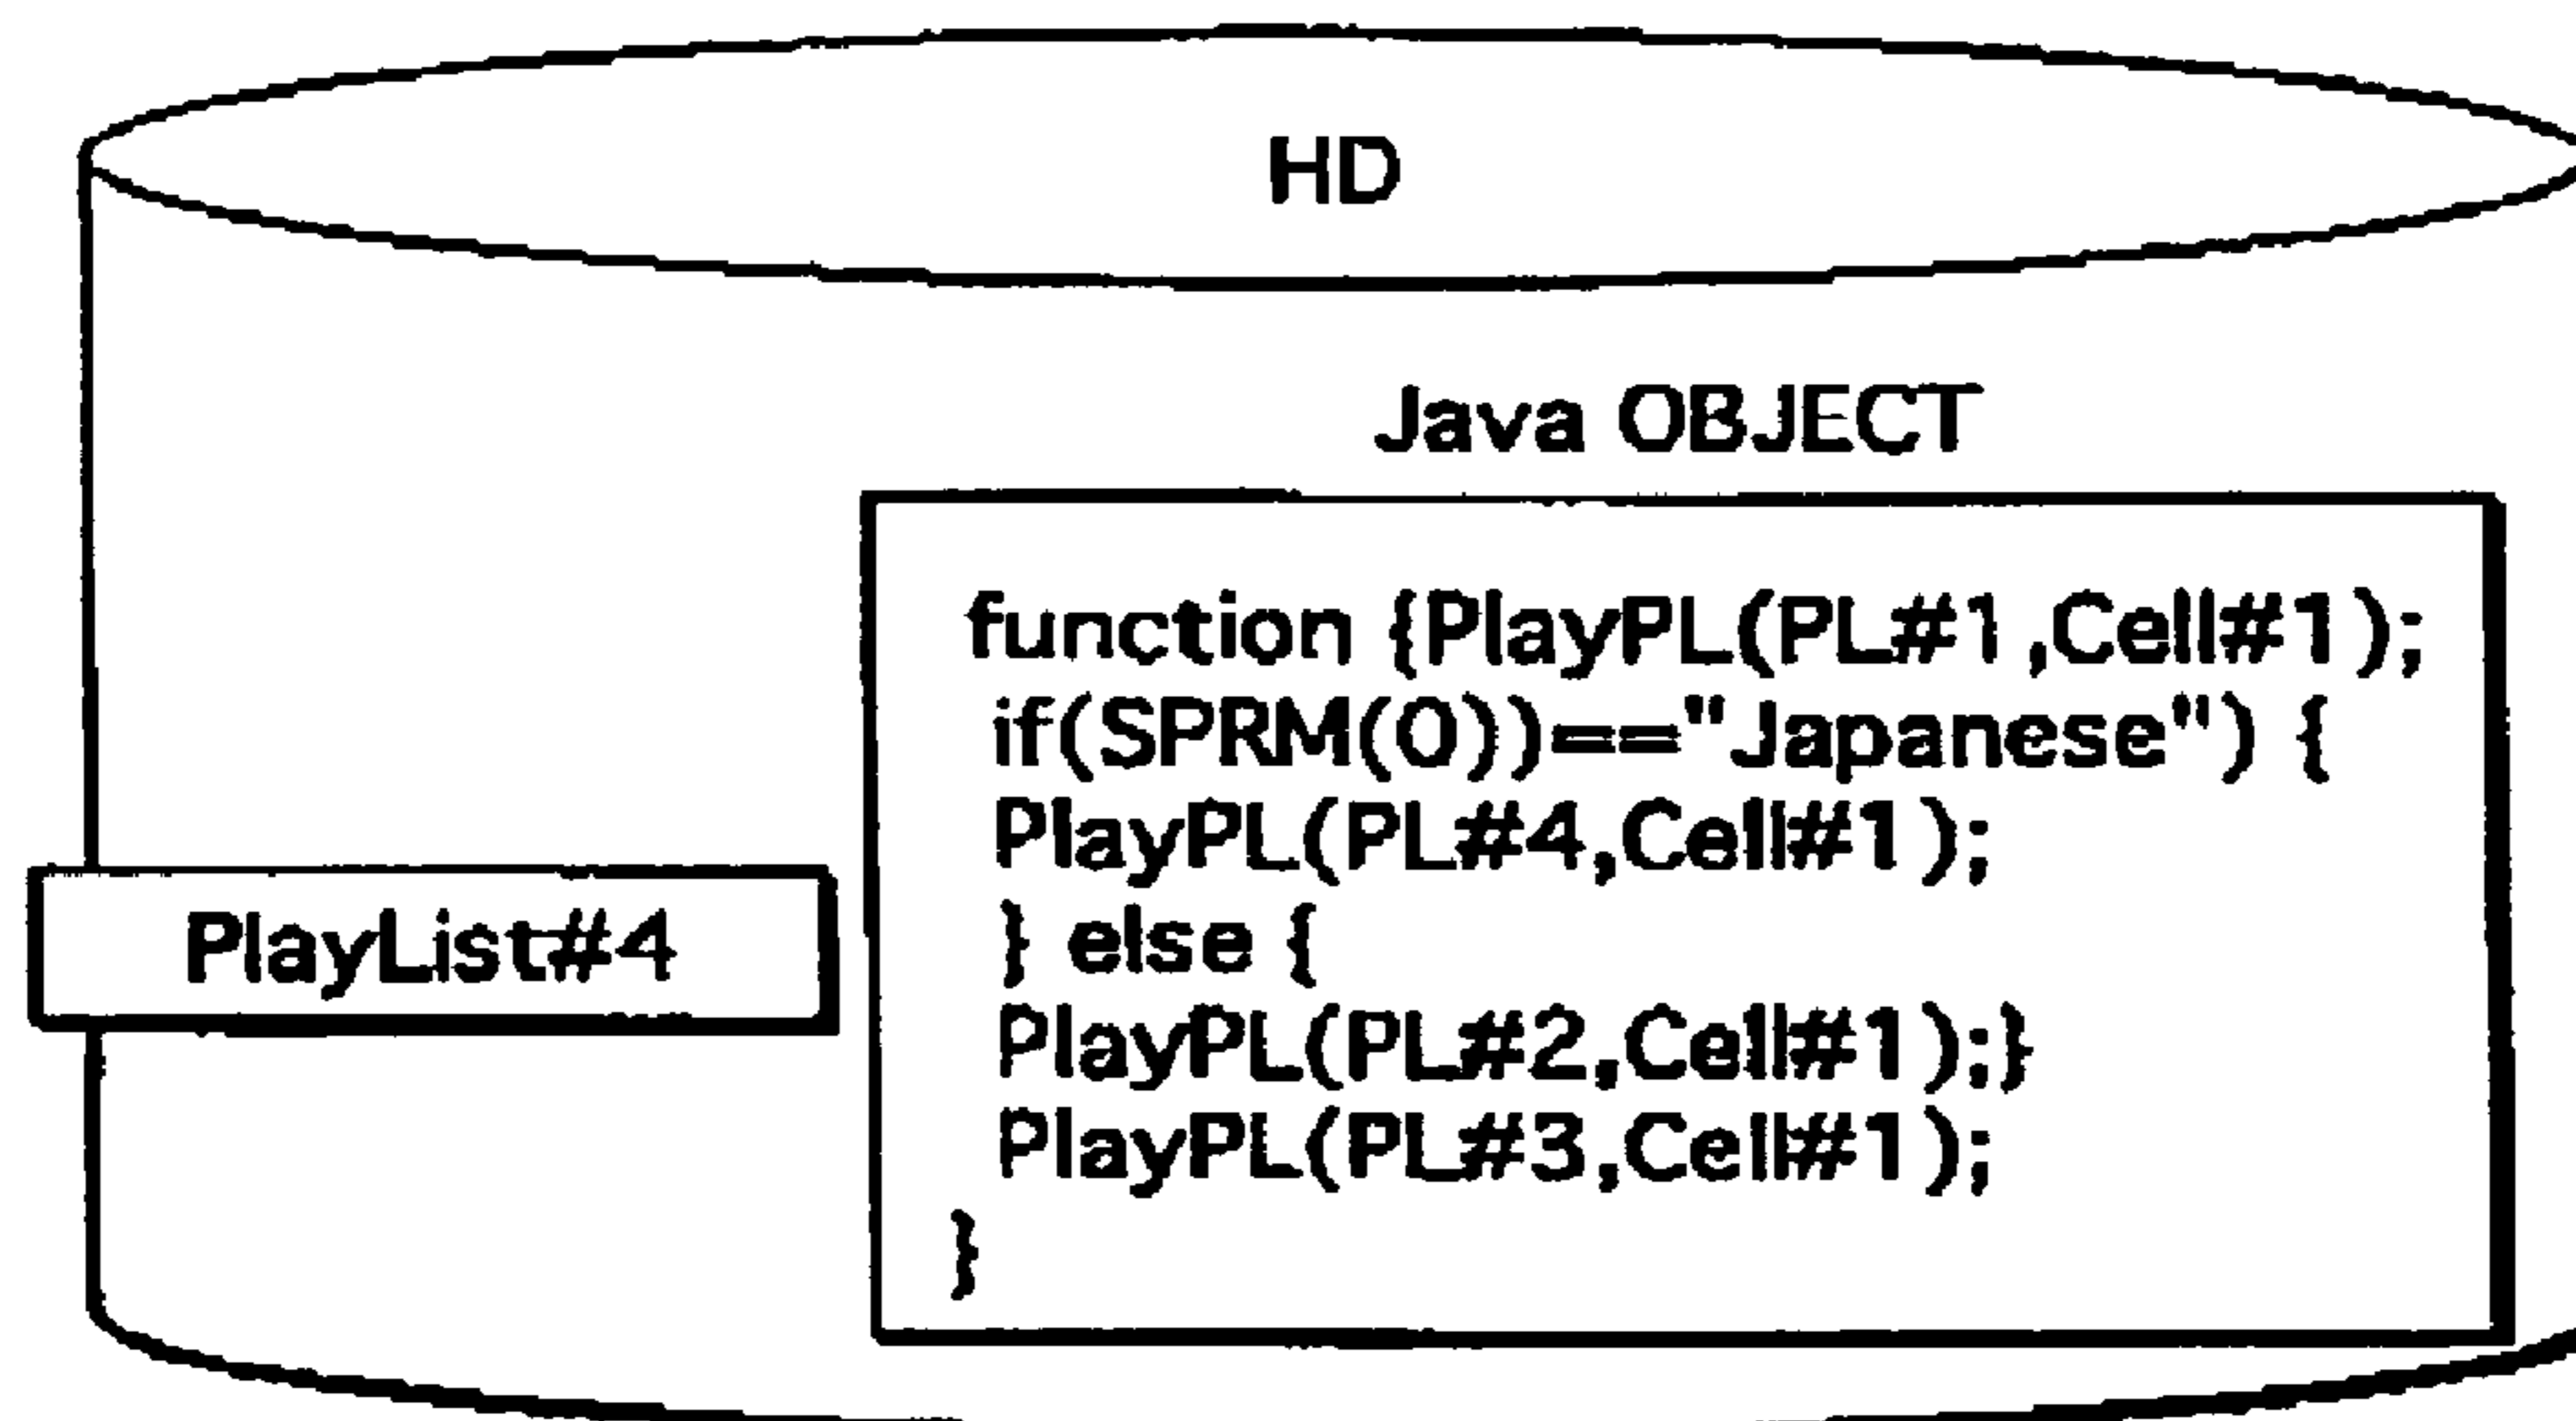 HD
Java OBJECT
function {PlayPL(PL#1,Cell#1);
if(SPRM(0))=="Japanese") {
PlayPL(PL#4,Cell#1);
} else {
PlayPL(PL#2,Cell#1);}
PlayPL(PL#3,Cell#1);
}
PlayList#4